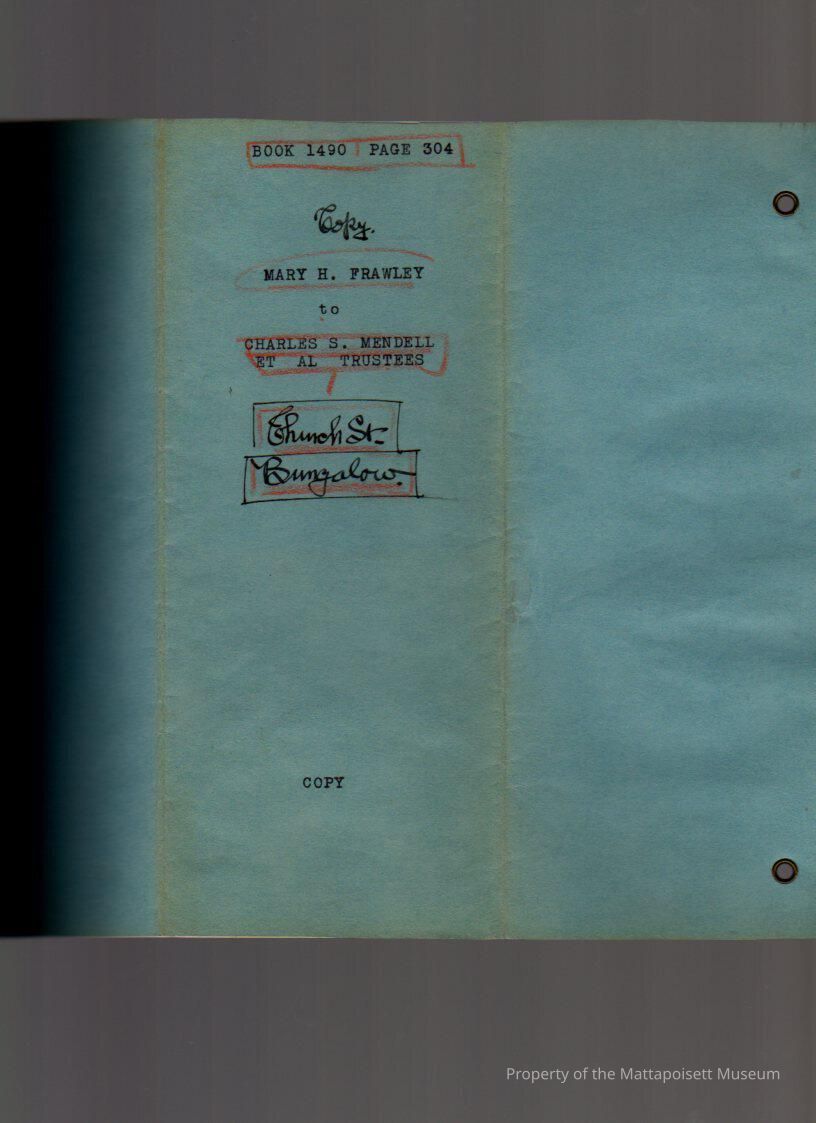 BOOK 1490 PAGE 304
Copy.
MARY H. FRAWLEY
to
CHARLES S. MENDELL
ET AL TRUSTEES
Church St.
Bungalow.
COPY
Property of the Mattapoisett Museum